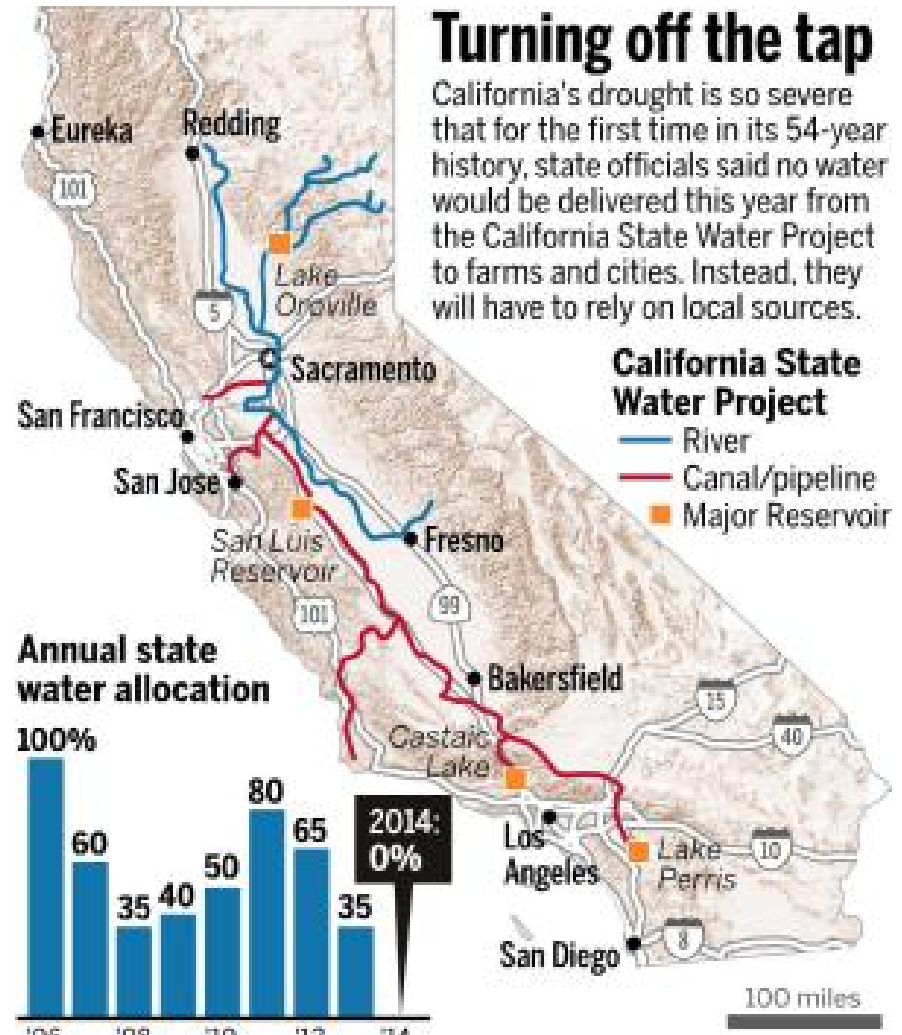 Turning off the tap
California's drought is so severe
that for the first time in its 54-year
history, state officials said no water
would be delivered this year from
the California State Water Project
to farms and cities. Instead, they
will have to rely on local sources.
California State
Water Project
River
Canal/pipeline
Major Reservoir
Eureka
Redding
101
Lake
Oroville
5
Sacramento
San Francisco
San Jose
San Luis
Reservoir
Fresno
101
99
Bakersfield
15
40
Castaic
Lake
Los
Angeles
Lake
Perris
10
San Diego
8
100 miles
Annual state
water allocation
100%
60
35
40
50
80
65
35
2014:
0%